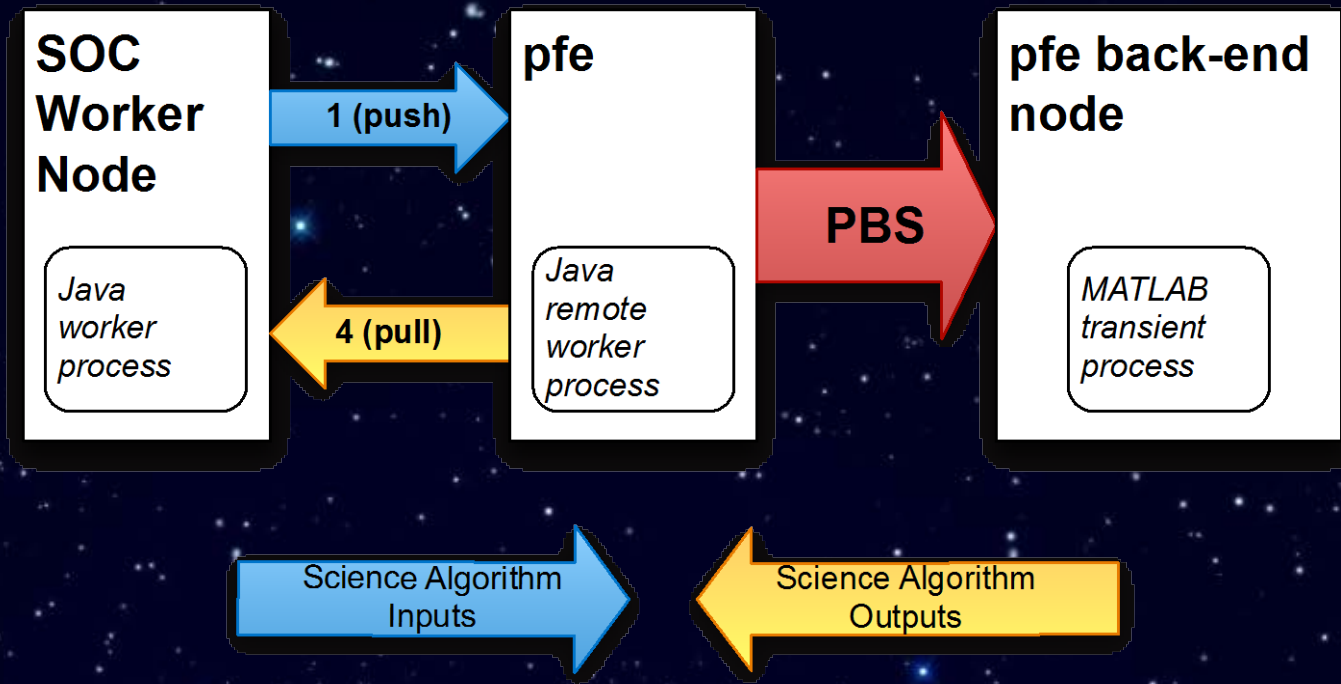 SOC
Worker
Node
Java
worker
process
1 (push)
4 (pull)
pfe
Java
remote
worker
process
PBS
pfe back-end
node
MATLAB
transient
process
Science Algorithm
Inputs
Science Algorithm
Outputs